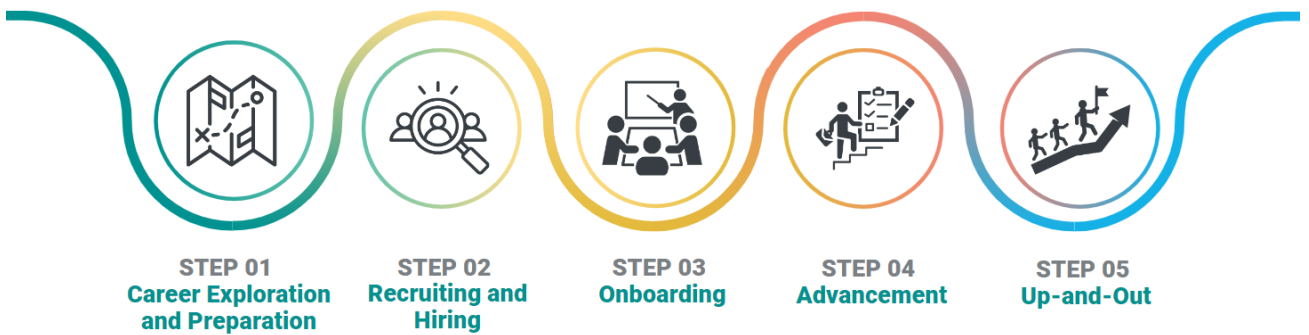 STEP 01
Career Exploration
and Preparation
STEP 02
Recruiting and
Hiring
STEP 03
Onboarding
STEP 04
Advancement
STEP 05
Up-and-Out